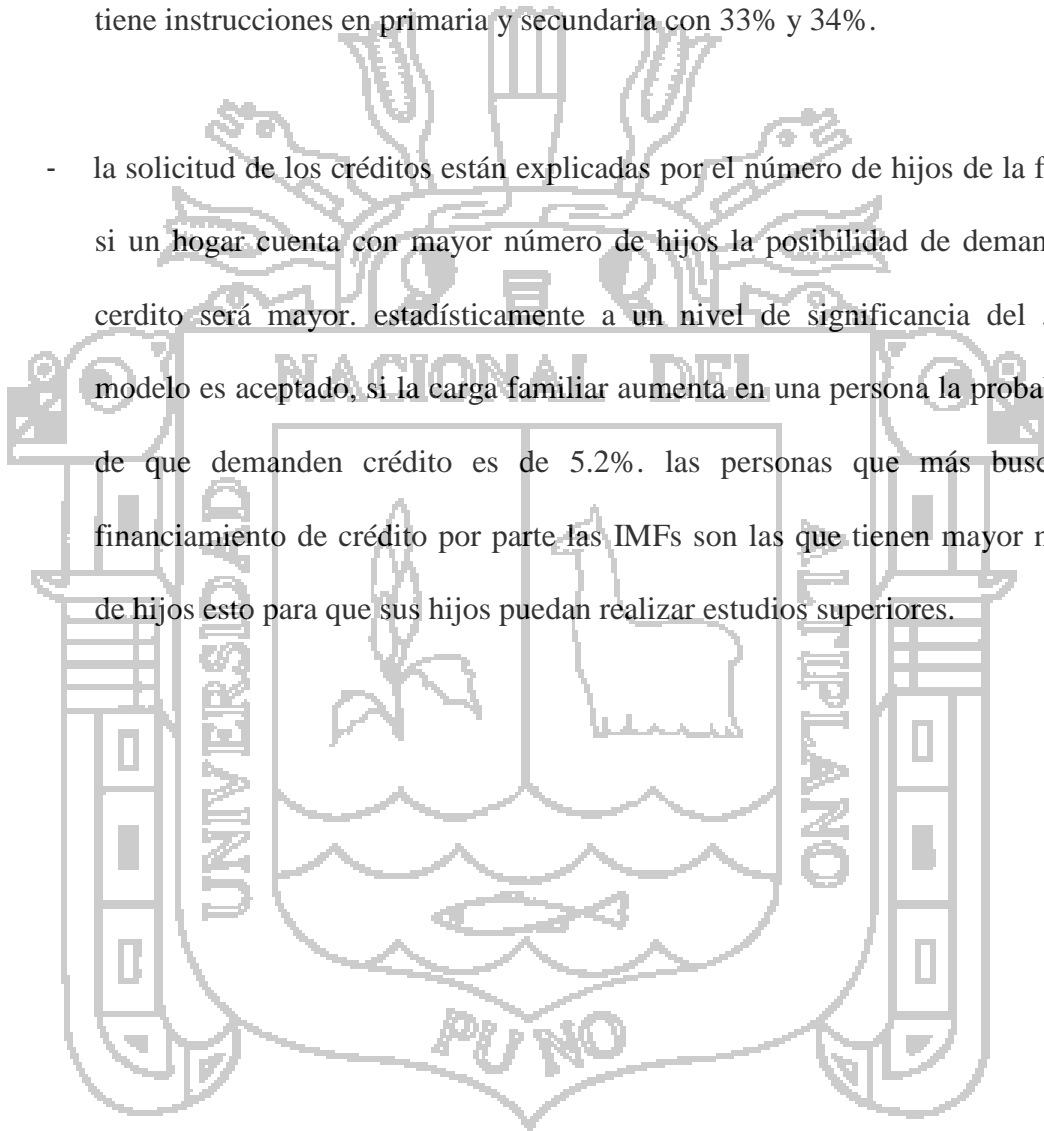 tiene instrucciones en primaria y secundaria con 33% y 34%.
- la solicitud de los créditos están explicadas por el número de hijos de la
si un hogar cuenta con mayor número de hijos la posibilidad de
cerdito será mayor. estadísticamente a un nivel de significancia del
modelo es aceptado, si la carga familiar aumenta en una persona la
de que demanden crédito es de 5.2%. las personas que más
financiamiento de crédito por parte las IMFs son las que tienen mayor
de hijos esto para que sus hijos puedan realizar estudios superiores.
NACIONAL DEL
UNIVERSIDAD
ALTIPLANO
PUNO